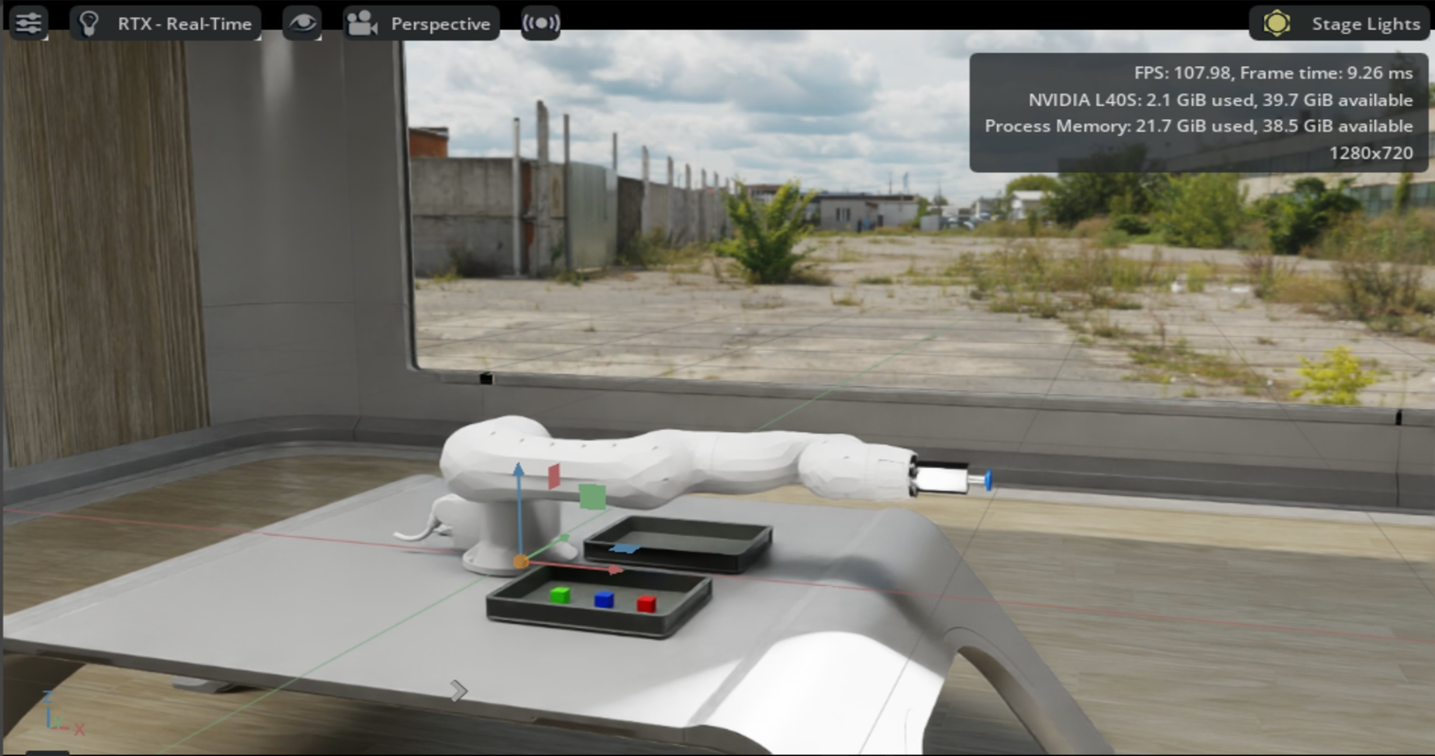 RTX - Real-Time
Perspective
Stage Lights
FPS: 107.98, Frame time: 9.26 ms
NVIDIA L40S: 2.1 GiB used, 39.7 GiB available
Process Memory: 21.7 GiB used, 38.5 GiB available
1280x720
Z
X